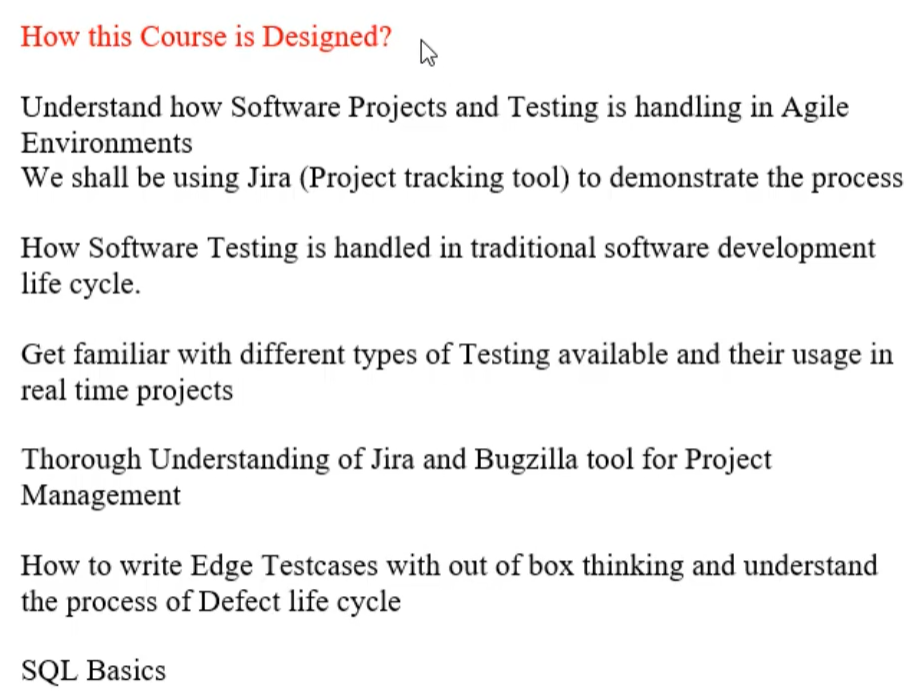 How this Course is Designed?
Understand how Software Projects and Testing is handling in Agile
Environments
We shall be using Jira (Project tracking tool) to demonstrate the process
How Software Testing is handled in traditional software development
life cycle.
Get familiar with different types of Testing available and their usage in
real time projects
Thorough Understanding of Jira and Bugzilla tool for Project
Management
How to write Edge Testcases with out of box thinking and understand
the process of Defect life cycle
SQL Basics